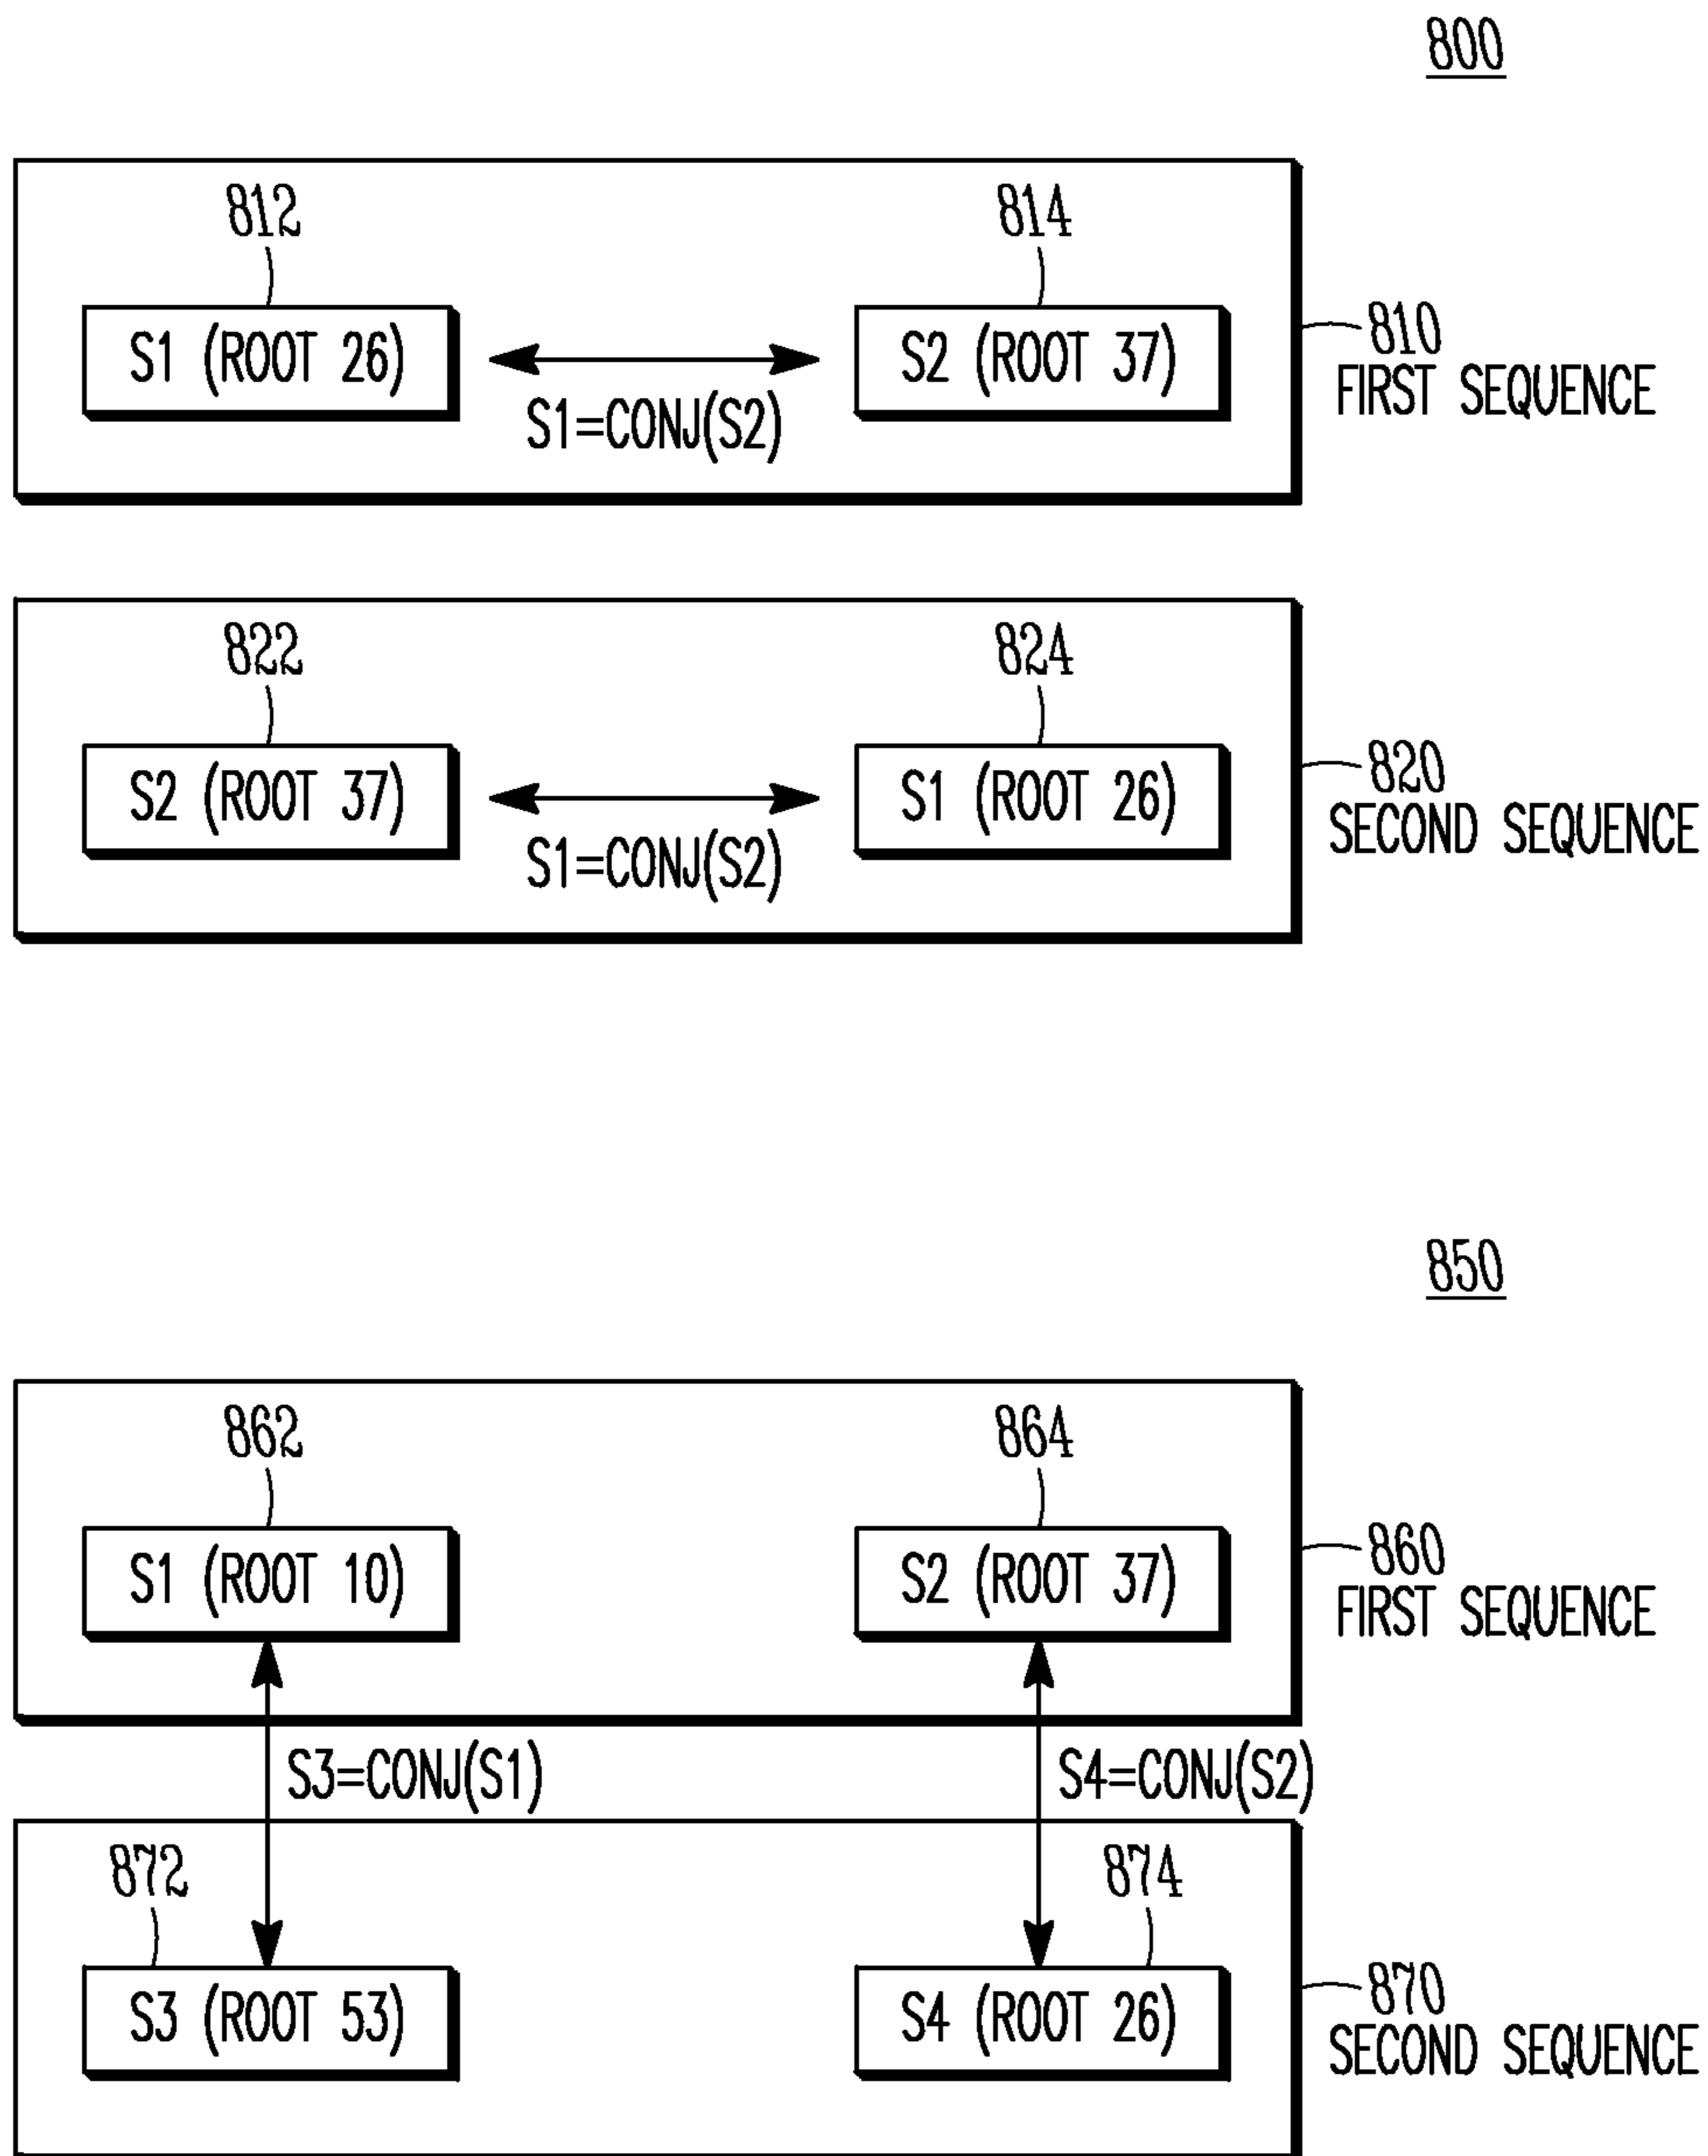 800
812
814
S1 (ROOT 26)
S2 (ROOT 37)
S1=CONJ(S2)
810
FIRST SEQUENCE
822
824
S2 (ROOT 37)
S1 (ROOT 26)
S1=CONJ(S2)
820
SECOND SEQUENCE
850
862
864
S1 (ROOT 10)
S2 (ROOT 37)
860
FIRST SEQUENCE
S3=CONJ(S1)
S4=CONJ(S2)
872
874
S3 (ROOT 53)
S4 (ROOT 26)
870
SECOND SEQUENCE